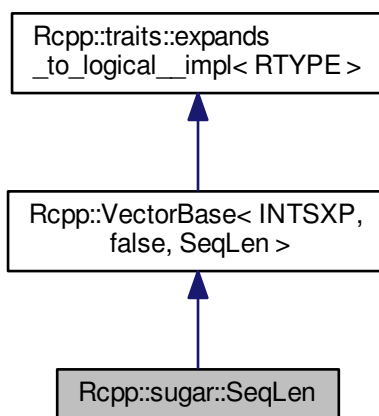 Rcpp::traits::expands
_to_logical__impl< RTYPE >
Rcpp::VectorBase< INTSXP,
false, SeqLen >
Rcpp::sugar::SeqLen